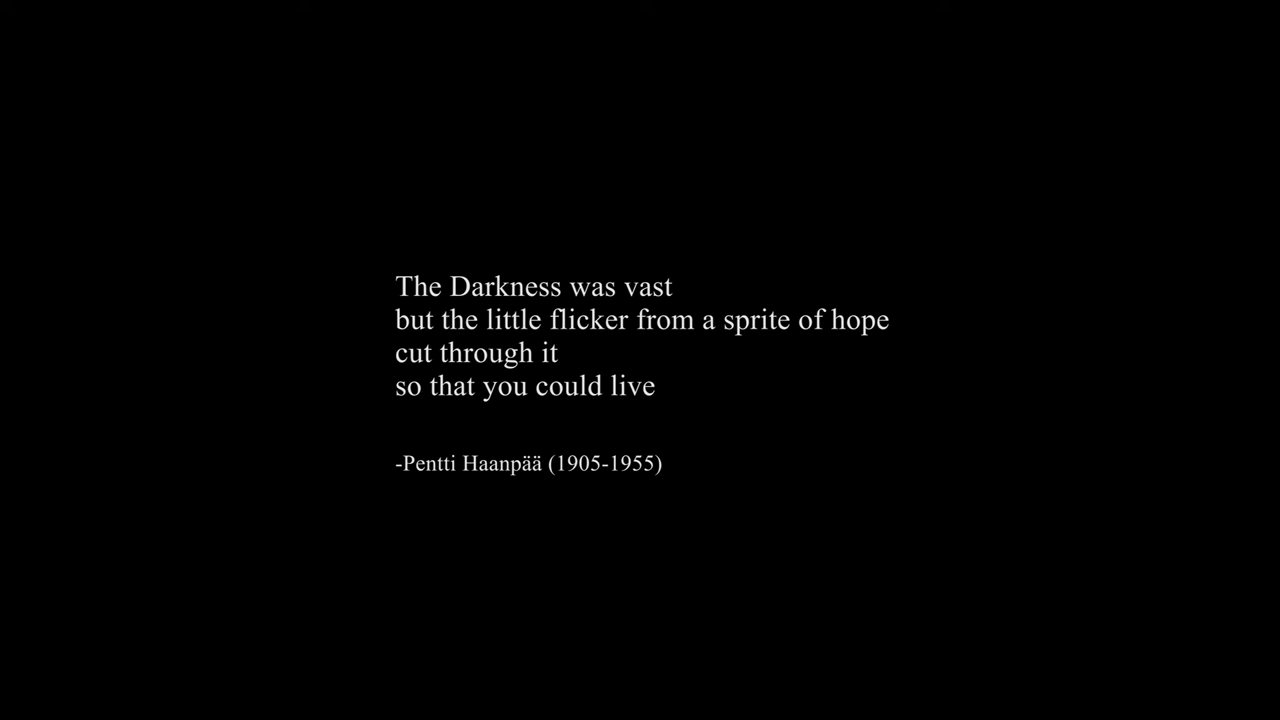 The Darkness was vast
but the little flicker from a sprite of hope
cut through it
so that you could live
-Pentti Haanpää (1905-1955)